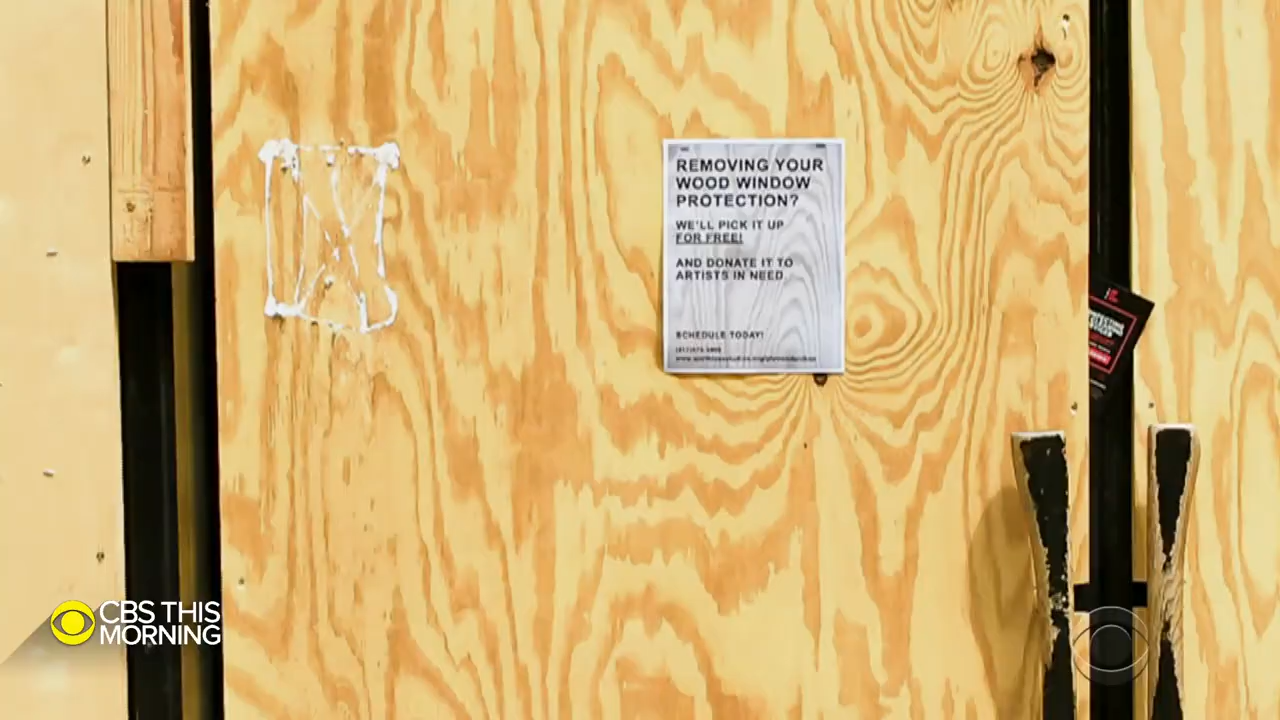 REMOVING YOUR
WOOD WINDOW
PROTECTION?
WE'LL PICK IT UP
FOR FREE!
AND DONATE IT TO
ARTISTS IN NEED
SCHEDULE TODAY!
CBS THIS
MORNING